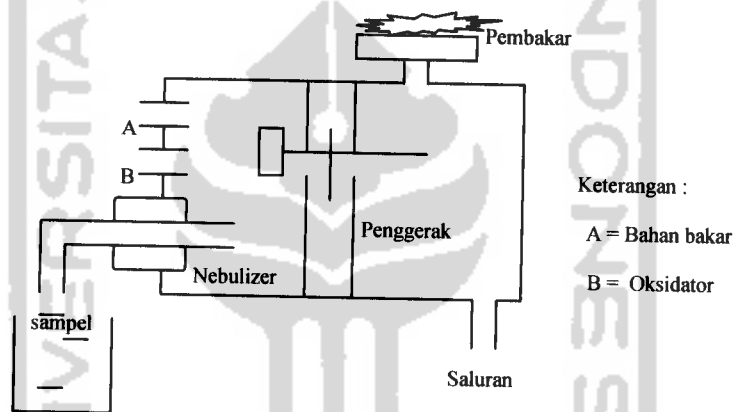 Pembakar
A
B
Keterangan :
A = Bahan bakar
B = Oksidator
Penggerak
Nebulizer
sampel
Saluran